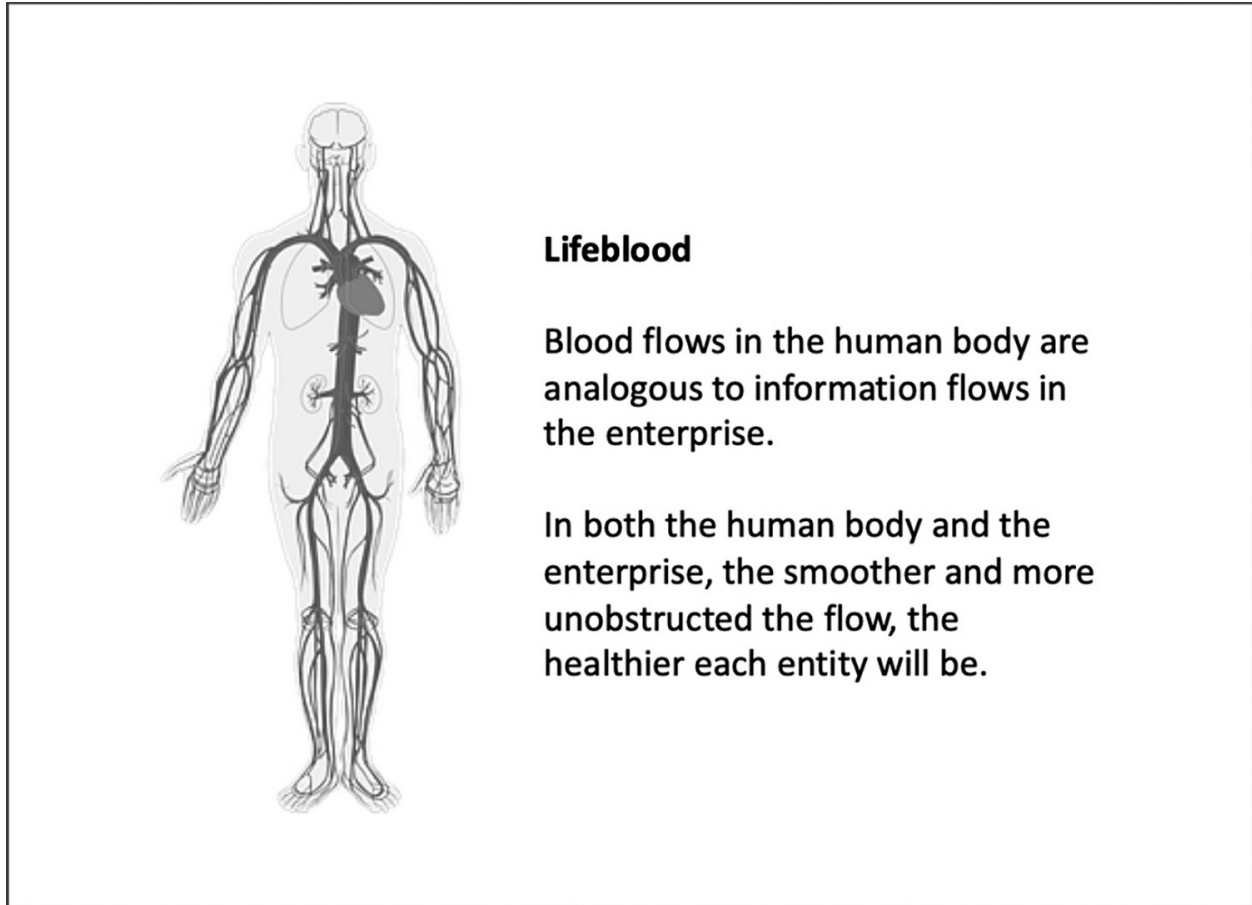 Lifeblood
Blood flows in the human body are
analogous to information flows in
the enterprise.
In both the human body and the
enterprise, the smoother and more
unobstructed the flow, the
healthier each entity will be.